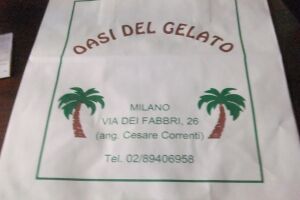 OASI DEL GELATO
MILANO
VIA DEI FABBRI, 26
(ang. Cesare Correnti)
Tel. 02/89406958